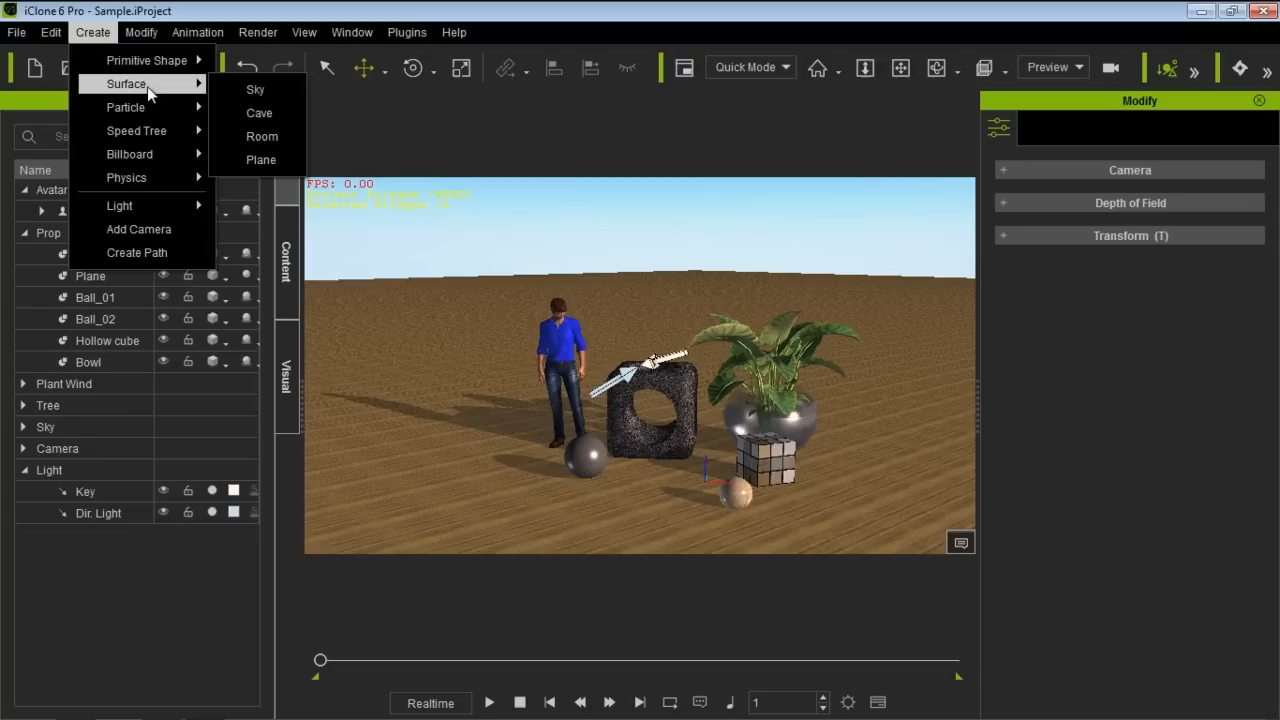 iClone 6 Pro - Sample.iProject
File Edit Create Modify Animation Render View Window Plugins Help
Quick Mode
Preview
Primitive Shape
Surface
Particle
Speed Tree
Billboard
Physics
Light
Add Camera
Create Path
Sky
Cave
Room
Plane
Name
Avatar
Prop
Plane
Ball_01
Ball_02
Hollow cube
Bowl
Plant Wind
Tree
Sky
Camera
Light
Key
Dir. Light
Content
Visual
FPS: 0.00
Modify
Camera
Depth of Field
Transform (T)
Realtime
1